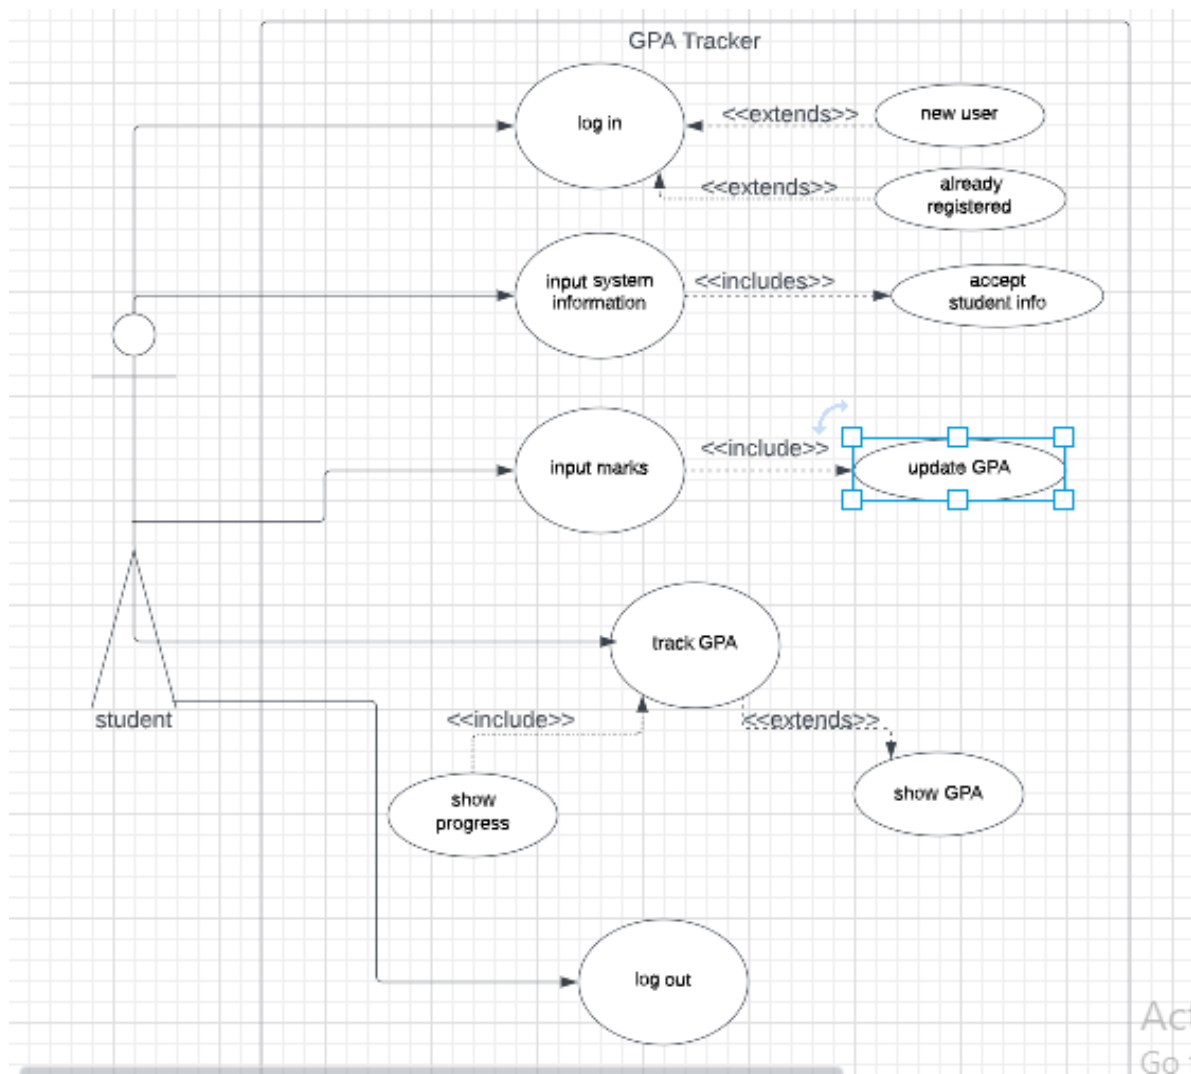 GPA Tracker
log in
<<extends>>
new user
<<extends>>
already
registered
input system
information
<<includes>>
accept
student info
input marks
<<include>>
update GPA
track GPA
student
<<include>>
<<extends>>
show
progress
show GPA
log out
Go